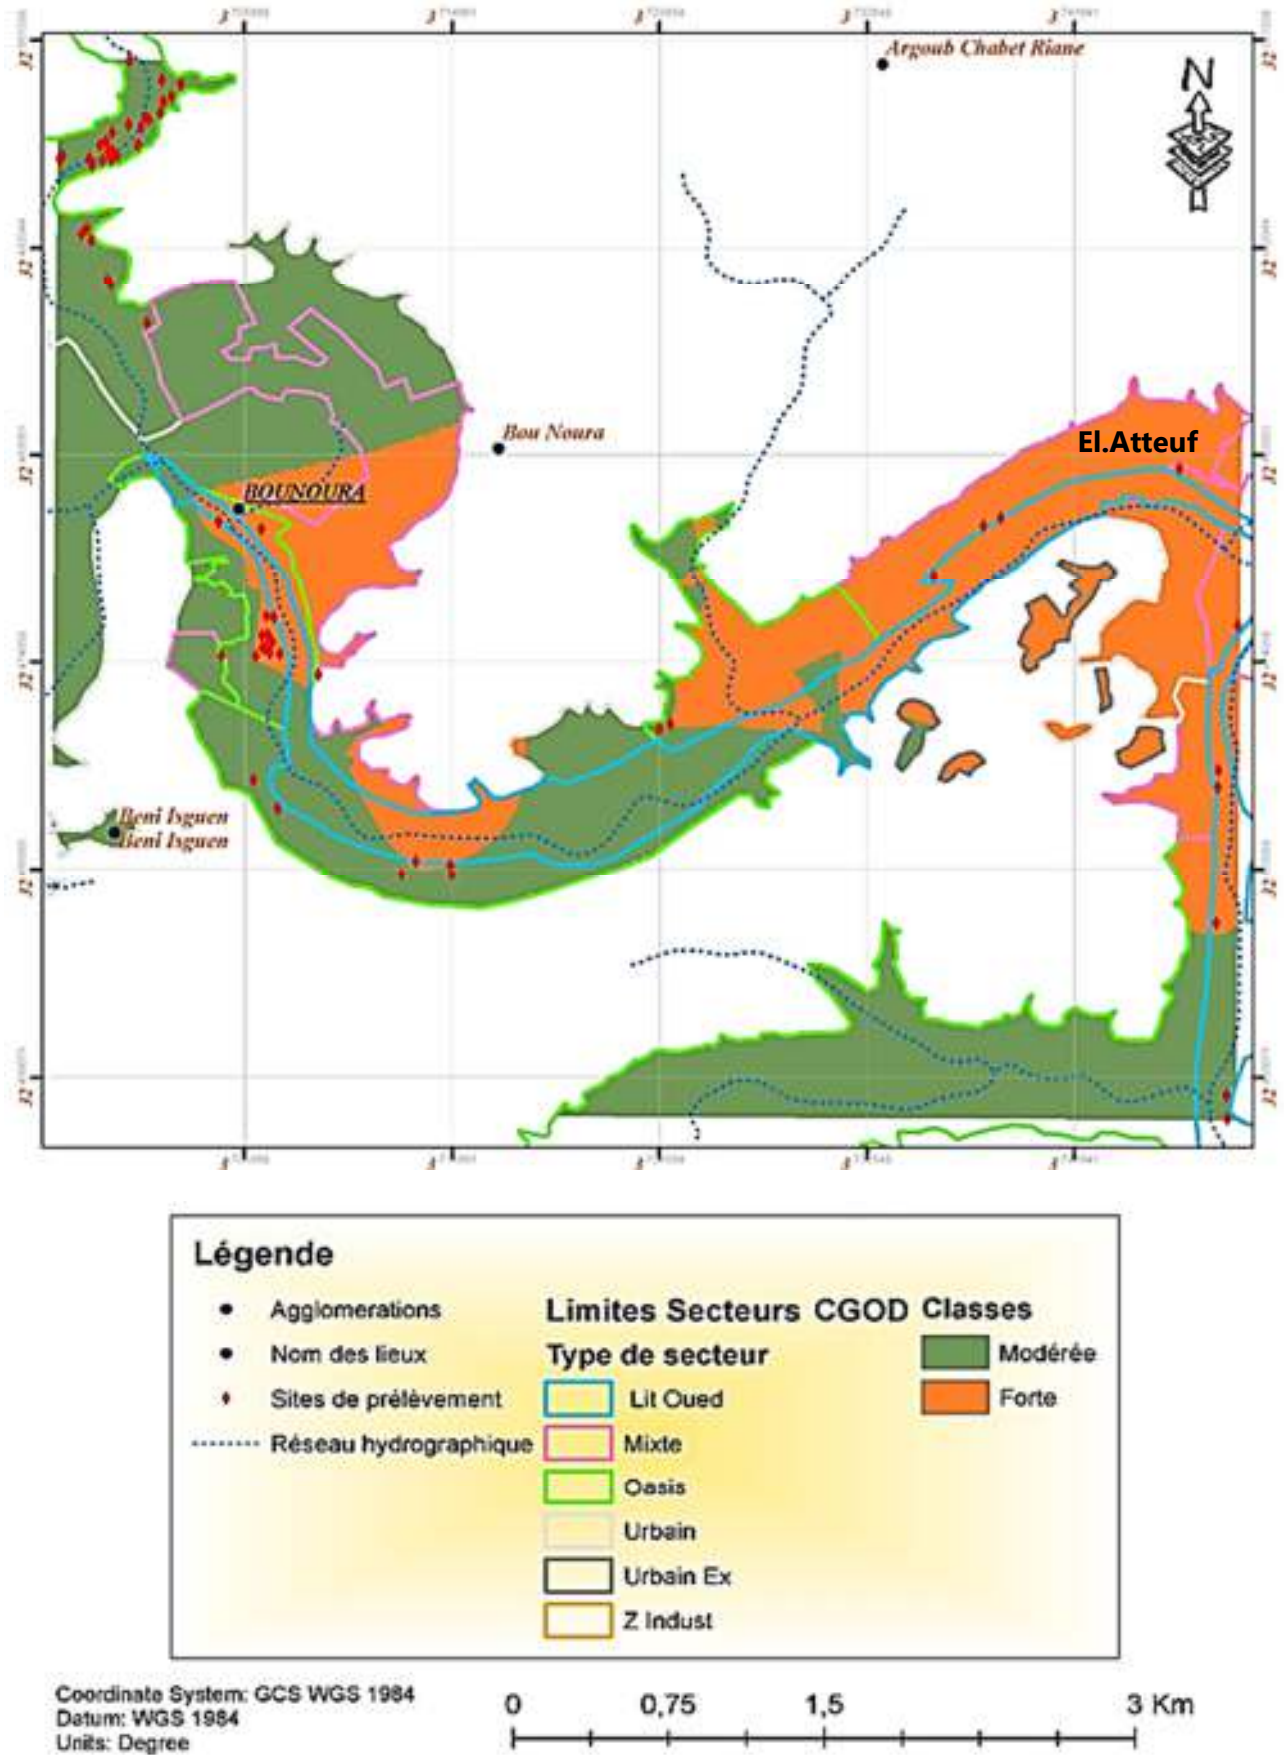 Argoub Chabet Riane
N
El.Atteuf
Bou Noura
BOUNOURA
Beni Isguen
Beni Isguen
Légende
Agglomerations
Nom des lieux
Sites de prélèvement
Réseau hydrographique
Limites Secteurs CGOD
Type de secteur
Lit Oued
Mixte
Oasis
Urbain
Urbain Ex
Z Indust
Classes
Modérée
Forte
Coordinate System: GCS WGS 1984
Datum: WGS 1984
Units: Degree
0 0,75 1,5 3 Km